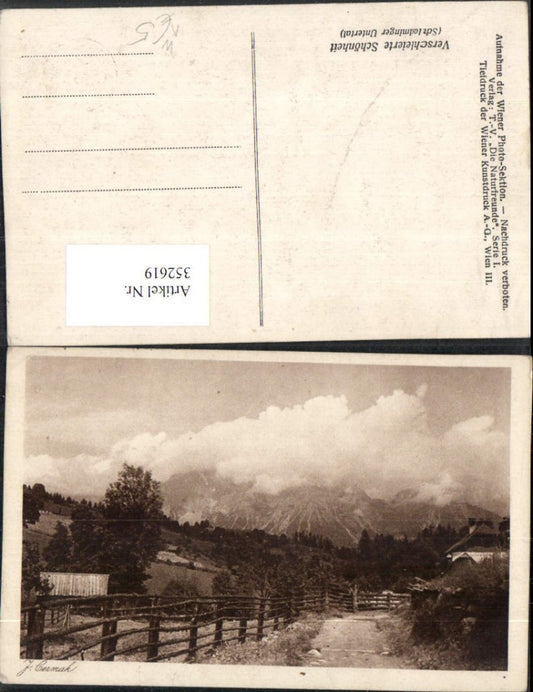 Verschleierte Schönheit
(Schladminger Untertal)
Aufnahme der Wiener Photo-Sektion. — Nachdruck verboten.
Verlag: T.-V. „Die Naturfreunde“. Serie I.
Tiefdruck der Wiener Kunstdruck A.-G., Wien III.
Artikel Nr.
352619
J. Cermak